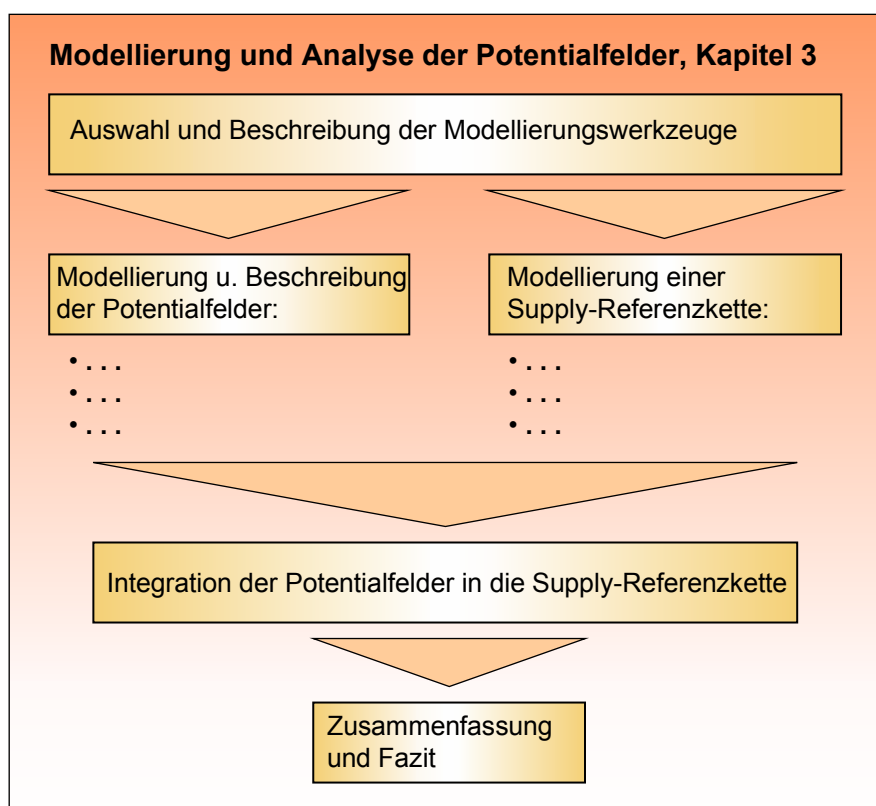 Modellierung und Analyse der Potentialfelder, Kapitel 3
Auswahl und Beschreibung der Modellierungswerkzeuge
Modellierung u. Beschreibung
der Potentialfelder:
• . . .
• . . .
• . . .
Modellierung einer
Supply-Referenzkette:
• . . .
• . . .
• . . .
Integration der Potentialfelder in die Supply-Referenzkette
Zusammenfassung
und Fazit